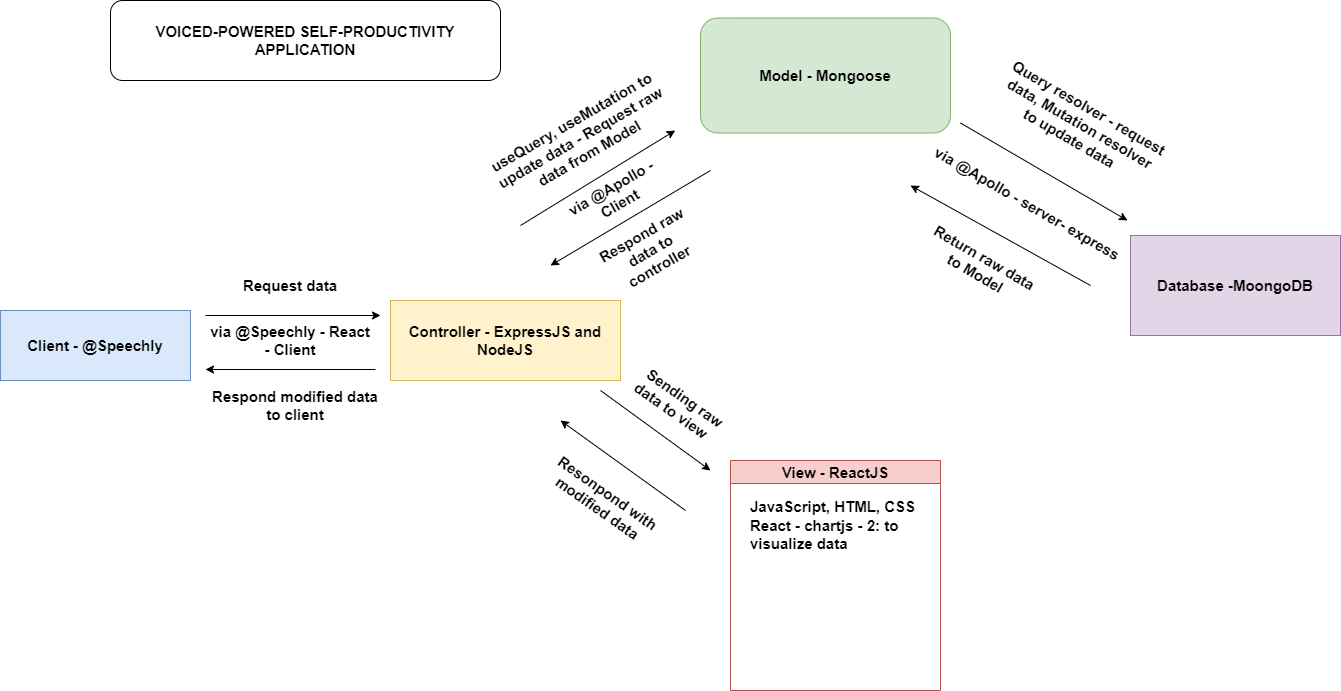 VOICED-POWERED SELF-PRODUCTIVITY
APPLICATION
Model - Mongoose
useQuery, useMutation to
update data - Request raw
data from Model
via @Apollo -
Client
Respond raw
data to
controller
Query resolver - request
data, Mutation resolver
to update data
via @Apollo - server- express
Return raw data
to Model
Database -MoongoDB
Request data
via @Speechly - React
- Client
Respond modified data
to client
Client - @Speechly
Controller - ExpressJS and
NodeJS
Sending raw
data to view
Resonpond with
modified data
View - ReactJS
JavaScript, HTML, CSS
React - chartjs - 2: to
visualize data